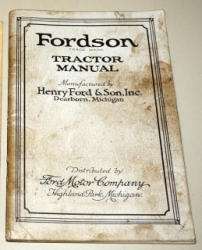 Fordson
TRADE MARK
TRACTOR
MANUAL
Manufactured by
Henry Ford & Son, Inc.
Dearborn, Michigan
Distributed by
Ford Motor Company
Highland Park, Michigan.